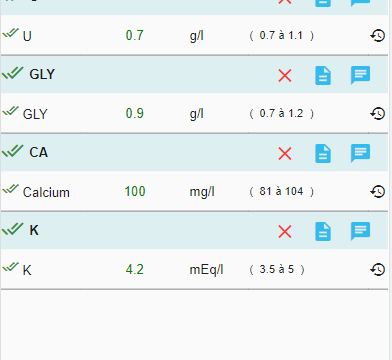 U 0.7 g/l ( 0.7 à 1.1 )
GLY
GLY 0.9 g/l ( 0.7 à 1.2 )
CA
Calcium 100 mg/l ( 81 à 104 )
K
K 4.2 mEq/l ( 3.5 à 5 )